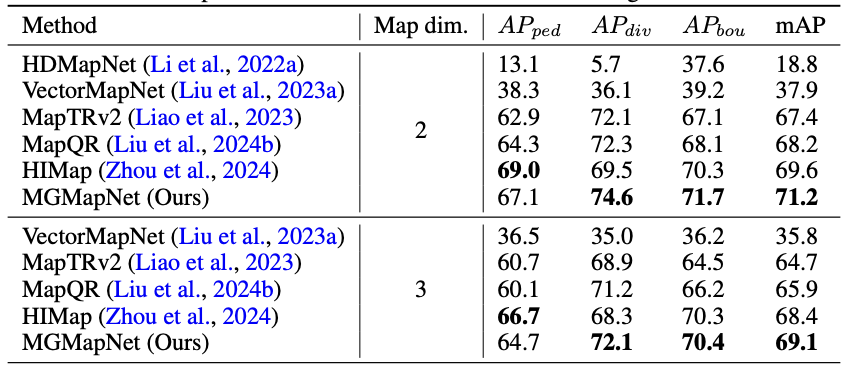 Method Map dim. AP_ped AP_div AP_bou mAP
HDMapNet (Li et al., 2022a) 13.1 5.7 37.6 18.8
VectorMapNet (Liu et al., 2023a) 38.3 36.1 39.2 37.9
MapTRv2 (Liao et al., 2023) 62.9 72.1 67.1 67.4
2
MapQR (Liu et al., 2024b) 64.3 72.3 68.1 68.2
HIMap (Zhou et al., 2024) 69.0 69.5 70.3 69.6
MGMapNet (Ours) 67.1 74.6 71.7 71.2
VectorMapNet (Liu et al., 2023a) 36.5 35.0 36.2 35.8
MapTRv2 (Liao et al., 2023) 60.7 68.9 64.5 64.7
MapQR (Liu et al., 2024b) 3 60.1 71.2 66.2 65.9
HIMap (Zhou et al., 2024) 66.7 68.3 70.3 68.4
MGMapNet (Ours) 64.7 72.1 70.4 69.1